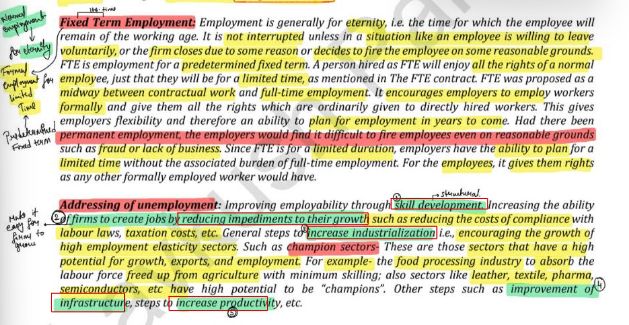 Fixed Term Employment: Employment is generally for eternity, i.e. the time for which the employee will
remain of the working age. It is not interrupted unless in a situation like an employee is willing to leave
voluntarily, or the firm closes due to some reason or decides to fire the employee on some reasonable grounds.
FTE is employment for a predetermined fixed term. A person hired as FTE will enjoy all the rights of a normal
employee, just that they will be for a limited time, as mentioned in The FTE contract. FTE was proposed as a
midway between contractual work and full-time employment. It encourages employers to employ workers
formally and give them all the rights which are ordinarily given to directly hired workers. This gives
employers flexibility and therefore an ability to plan for employment in years to come. Had there been
permanent employment, the employers would find it difficult to fire employees even on reasonable grounds
such as fraud or lack of business. Since FTE is for a limited duration, employers have the ability to plan for a
limited time without the associated burden of full-time employment. For the employees, it gives them rights
as any other formally employed worker would have.
Normal
employment
for eternity
Formal
employment for
limited
Time
Predetermined
Fixed term
structural
①
Addressing of unemployment: Improving employability through skill development. Increasing the ability
② of firms to create jobs by reducing impediments to their growth such as reducing the costs of compliance with
labour laws, taxation costs, etc. General steps to ③ increase industrialization i.e., encouraging the growth of
high employment elasticity sectors. Such as champion sectors- These are those sectors that have a high
potential for growth, exports, and employment. For example- the food processing industry to absorb the
labour force freed up from agriculture with minimum skilling; also sectors like leather, textile, pharma,
semiconductors, etc have high potential to be "champions". Other steps such as improvement of ④
infrastructure, steps to increase productivity, etc.
⑤
Make it
easy for
firms to
grow